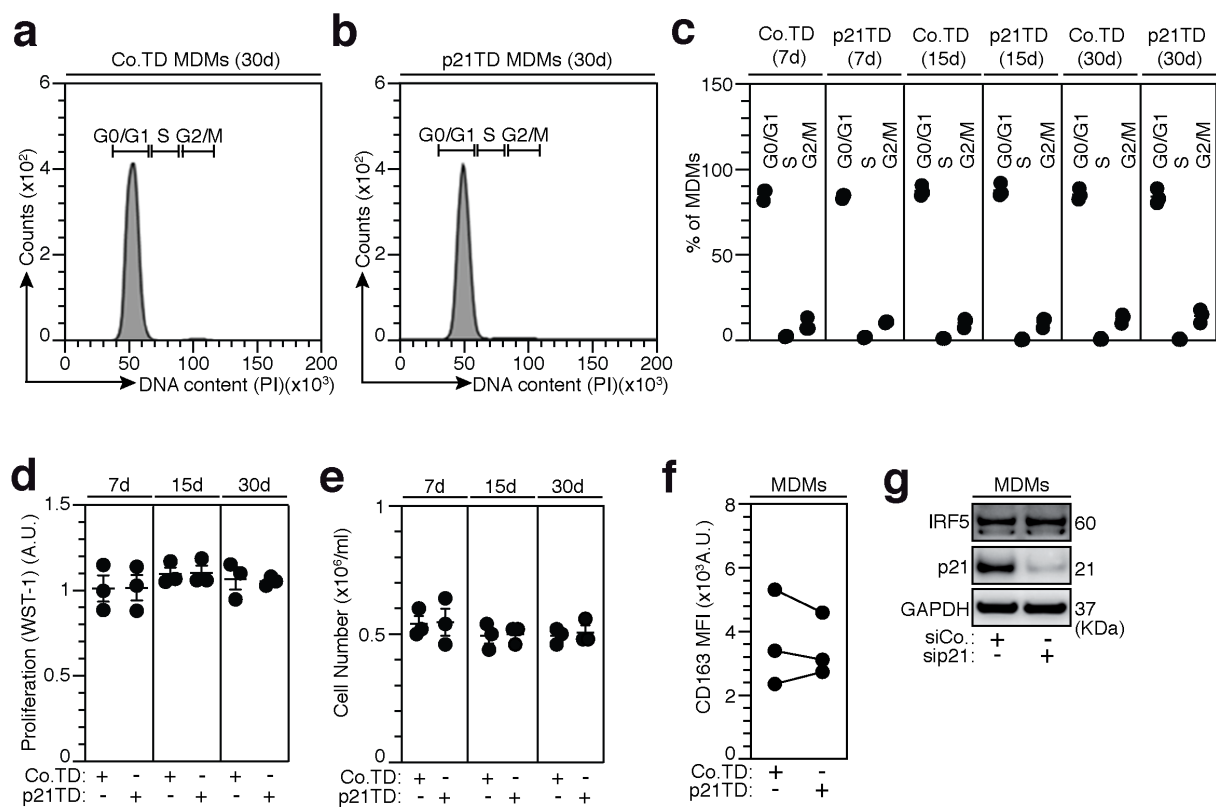 a
Co.TD MDMs (30d)
Counts (x10²)
6
4
2
0
G0/G1 S G2/M
0 50 100 150 200
DNA content (PI)(x10³)
b
p21TD MDMs (30d)
Counts (x10²)
6
4
2
0
G0/G1 S G2/M
0 50 100 150 200
DNA content (PI)(x10³)
c
Co.TD p21TD Co.TD p21TD Co.TD p21TD
(7d) (7d) (15d) (15d) (30d) (30d)
% of MDMs
150
100
50
0
G0/G1 S G2/M G0/G1 S G2/M G0/G1 S G2/M G0/G1 S G2/M G0/G1 S G2/M G0/G1 S G2/M
d
7d 15d 30d
Proliferation (WST-1) (A.U.)
1.5
1
0.5
0
Co.TD: + - + - + -
p21TD: - + - + - +
e
7d 15d 30d
Cell Number (x10⁶/ml)
1
0.5
0
Co.TD: + - + - + -
p21TD: - + - + - +
f
MDMs
CD163 MFI (x10³A.U.)
8
6
4
2
0
Co.TD: + -
p21TD: - +
g
MDMs
IRF5 60
p21 21
GAPDH 37
(KDa)
siCo.: + -
sip21: - +